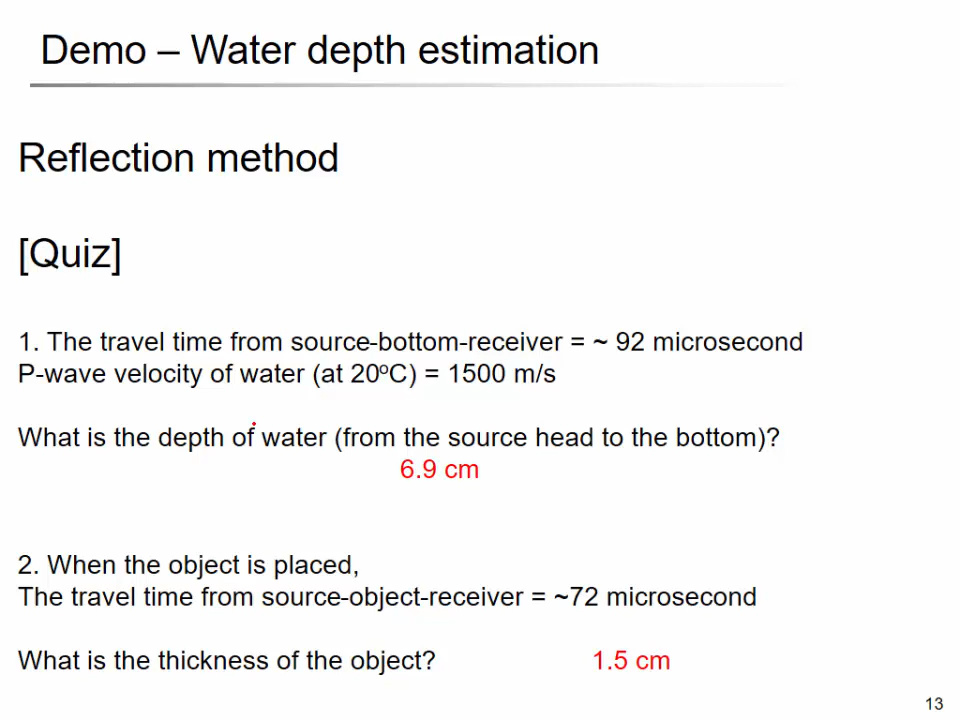 Demo – Water depth estimation
Reflection method
[Quiz]
1. The travel time from source-bottom-receiver = ~ 92 microsecond
P-wave velocity of water (at 20ºC) = 1500 m/s
What is the depth of water (from the source head to the bottom)?
6.9 cm
2. When the object is placed,
The travel time from source-object-receiver = ~72 microsecond
What is the thickness of the object? 1.5 cm
13